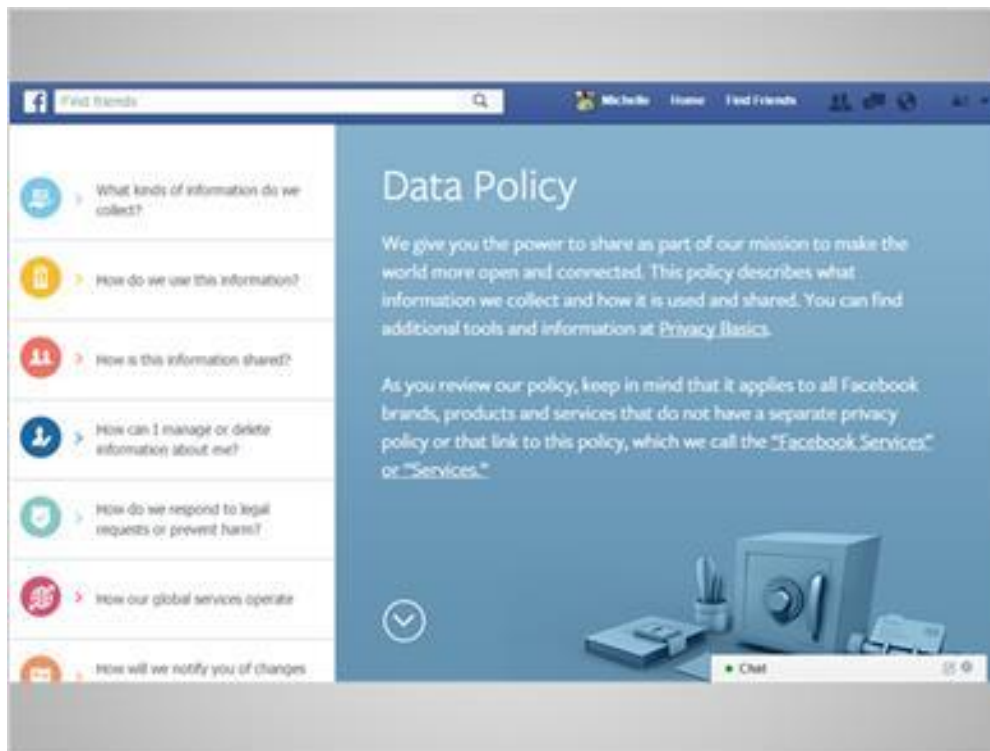 f
Find friends
Michelle Home Find Friends
What kinds of information do we
collect?
How do we use this information?
How is this information shared?
How can I manage or delete
information about me?
How do we respond to legal
requests or prevent harm?
How our global services operate
How will we notify you of changes
Data Policy
We give you the power to share as part of our mission to make the
world more open and connected. This policy describes what
information we collect and how it is used and shared. You can find
additional tools and information at Privacy Basics.
As you review our policy, keep in mind that it applies to all Facebook
brands, products and services that do not have a separate privacy
policy or that link to this policy, which we call the "Facebook Services"
or "Services."
Chat